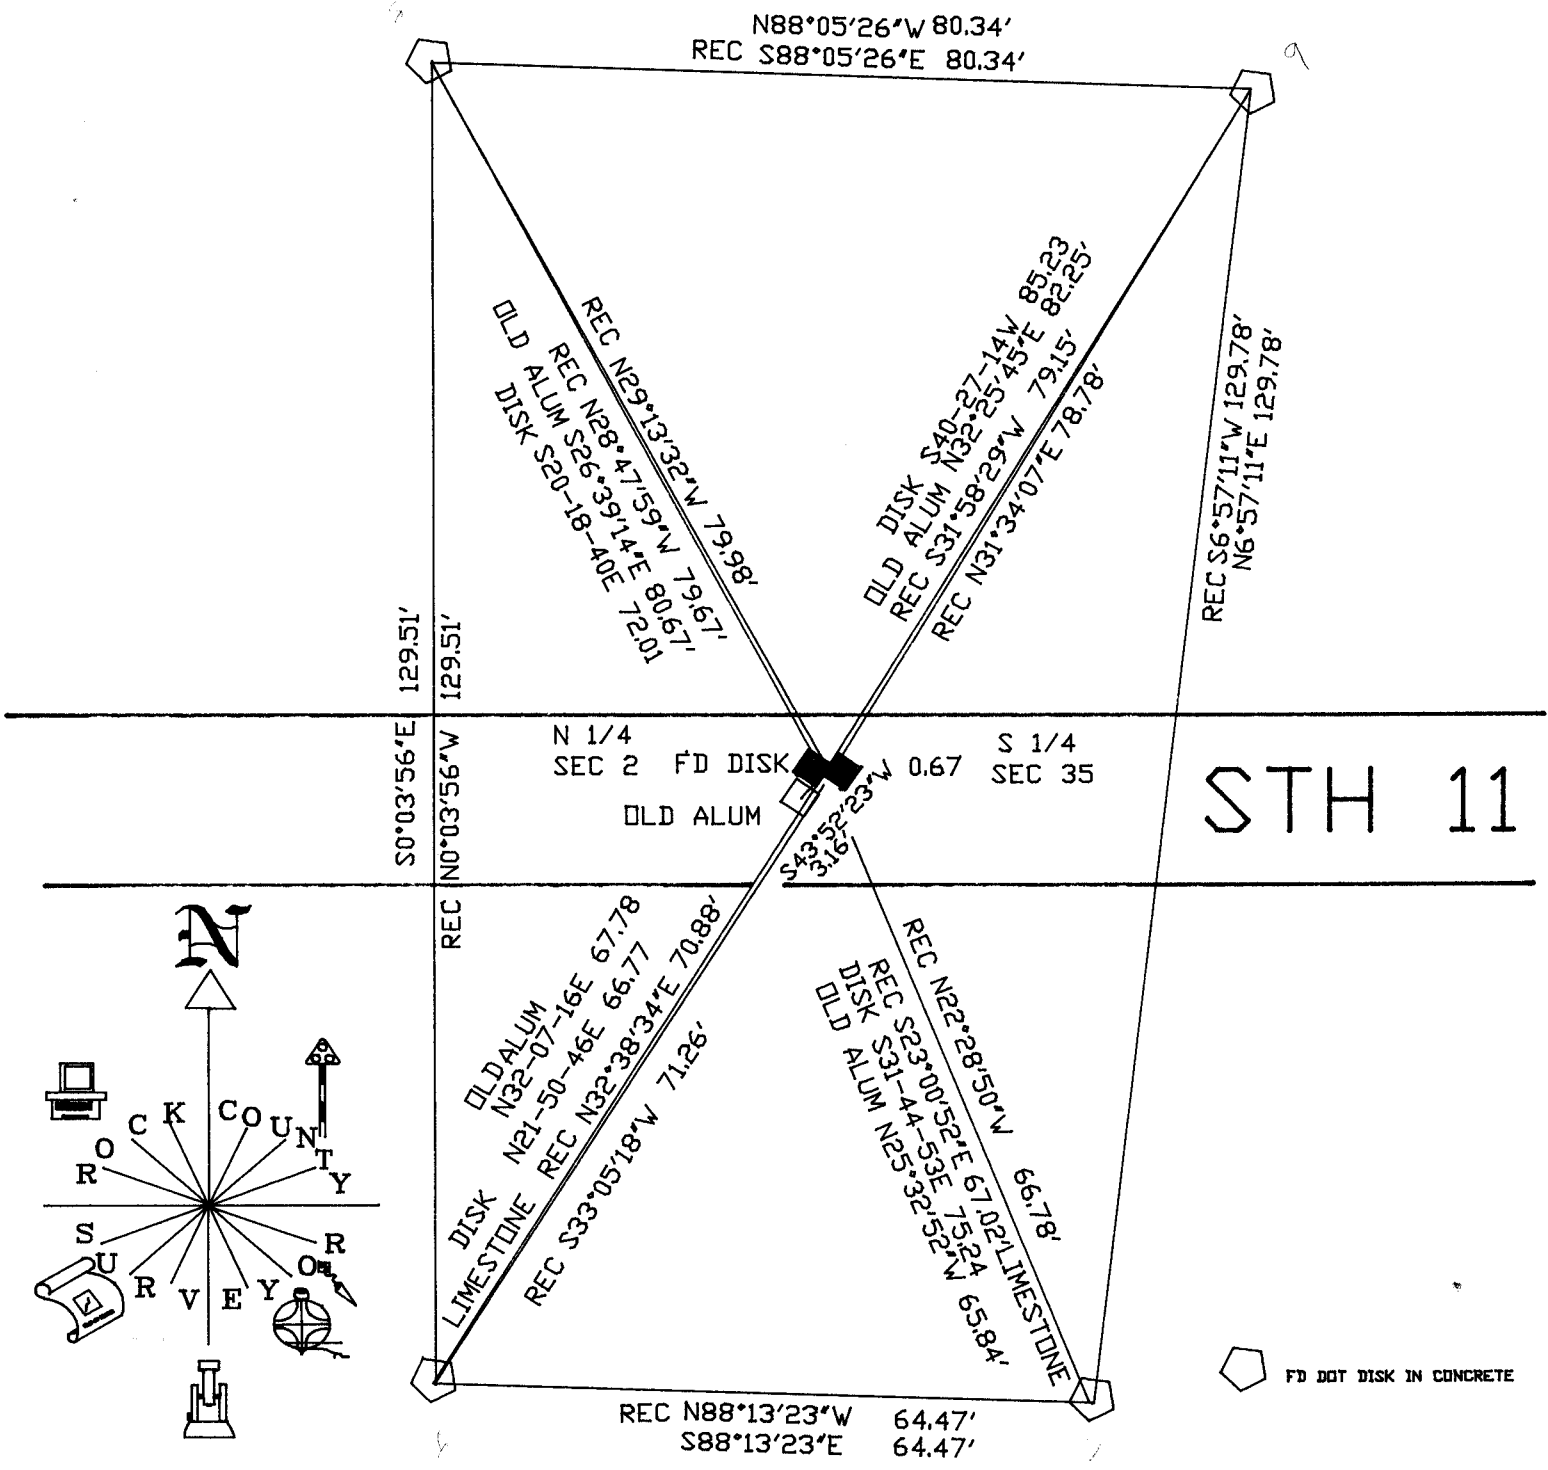 N88°05'26"W 80.34'
REC S88°05'26"E 80.34'
REC N29°13'32"W 79.98'
REC N28°47'59"W 79.67'
OLD ALUM S26°39'14"E 80.67'
DISK S20-18-40E 72.01
DISK S40-27-14W 85.23
OLD ALUM N32°25'45"E 82.25'
REC S31°58'29"W 79.15'
REC N31°34'07"E 78.78'
REC S6°57'11"W 129.78'
N6°57'11"E 129.78'
S0°03'56"E 129.51'
REC N0°03'56"W 129.51'
N 1/4
SEC 2
FD DISK
0.67
S 1/4
SEC 35
OLD ALUM
S43°52'23"W
3.16'
STH 11
OLD ALUM
N32-07-16E 67.78
DISK N21-50-46E 66.77
LIMESTONE REC N32°38'34"E 70.88'
REC S33°05'18"W 71.26'
REC N22°28'50"W 66.78'
REC S23°00'52"E 67.02' LIMESTONE
DISK S31-44-53E 75.24
OLD ALUM N25°32'52"W 65.84'
N
ROCK COUNTY
SURVEYOR
FD DOT DISK IN CONCRETE
REC N88°13'23"W 64.47'
S88°13'23"E 64.47'